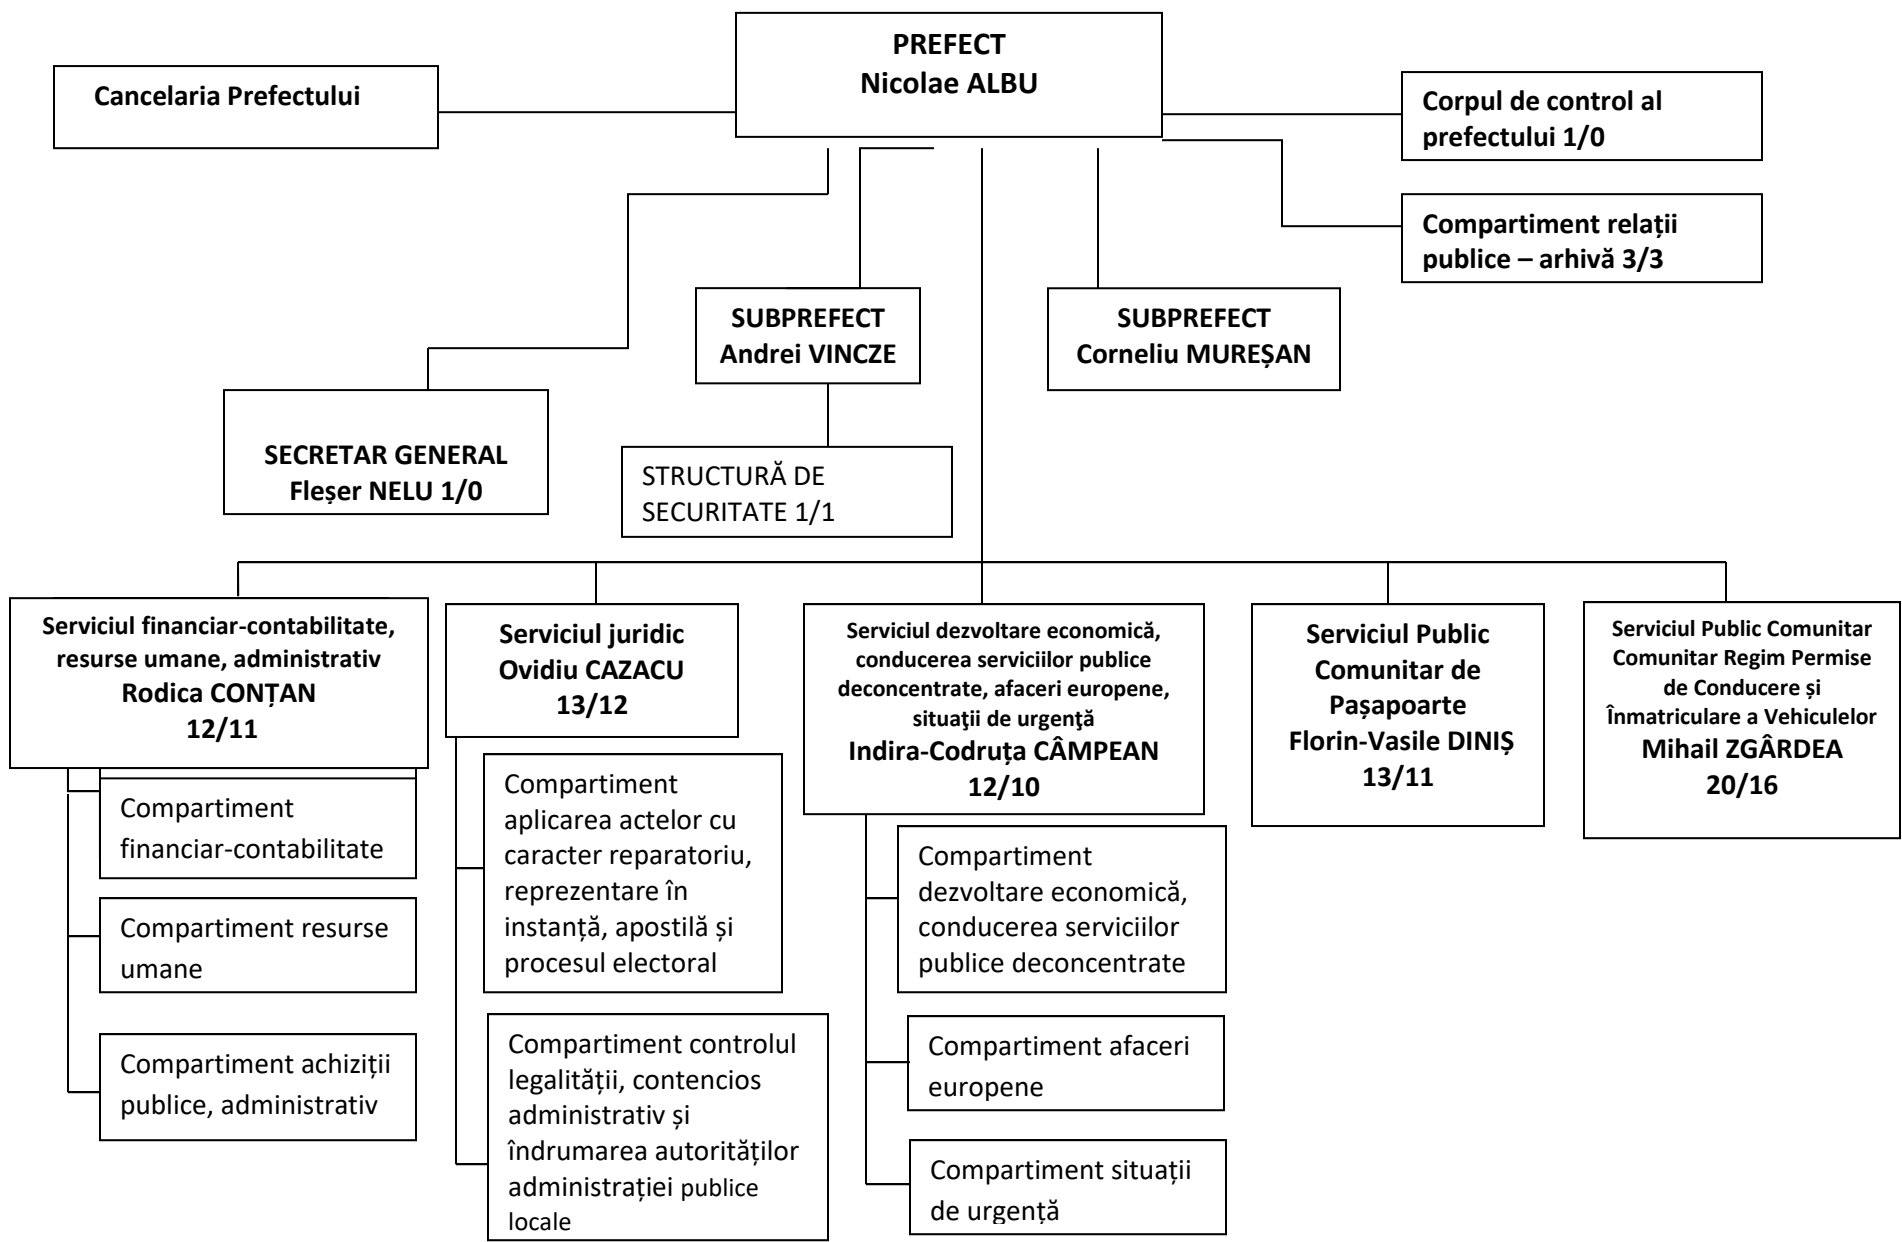 PREFECT
Nicolae ALBU
Cancelaria Prefectului
Corpul de control al
prefectului 1/0
Compartiment relații
publice – arhivă 3/3
SUBPREFECT
Andrei VINCZE
SUBPREFECT
Corneliu MUREȘAN
SECRETAR GENERAL
Fleșer NELU 1/0
STRUCTURĂ DE
SECURITATE 1/1
Serviciul financiar-contabilitate,
resurse umane, administrativ
Rodica CONȚAN
12/11
Serviciul juridic
Ovidiu CAZACU
13/12
Serviciul dezvoltare economică,
conducerea serviciilor publice
deconcentrate, afaceri europene,
situaţii de urgenţă
Indira-Codruța CÂMPEAN
12/10
Serviciul Public
Comunitar de
Pașapoarte
Florin-Vasile DINIȘ
13/11
Serviciul Public Comunitar
Comunitar Regim Permise
de Conducere și
Înmatriculare a Vehiculelor
Mihail ZGÂRDEA
20/16
Compartiment
financiar-contabilitate
Compartiment resurse
umane
Compartiment achiziții
publice, administrativ
Compartiment
aplicarea actelor cu
caracter reparatoriu,
reprezentare în
instanță, apostilă și
procesul electoral
Compartiment controlul
legalității, contencios
administrativ și
îndrumarea autorităților
administrației publice
locale
Compartiment
dezvoltare economică,
conducerea serviciilor
publice deconcentrate
Compartiment afaceri
europene
Compartiment situații
de urgență